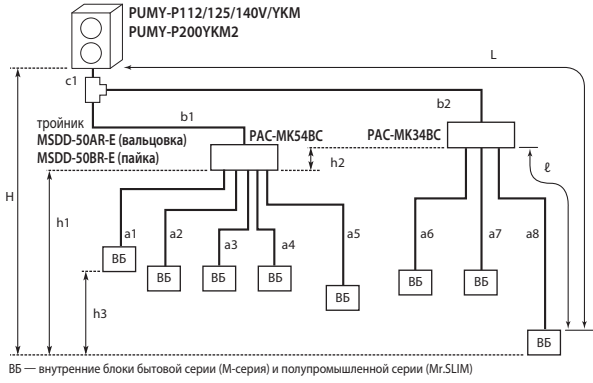 PUMY-P112/125/140V/YKM
PUMY-P200YKM2
L
c1
b1
b2
тройник
MSDD-50AR-E (вальцовка)
MSDD-50BR-E (пайка)
PAC-MK54BC
PAC-MK34BC
h2
ℓ
H
h1
a1
a2
a3
a4
a5
a6
a7
a8
ВБ
ВБ
ВБ
ВБ
ВБ
ВБ
ВБ
ВБ
h3
ВБ — внутренние блоки бытовой серии (М-серия) и полупромышленной серии (Mr.SLIM)